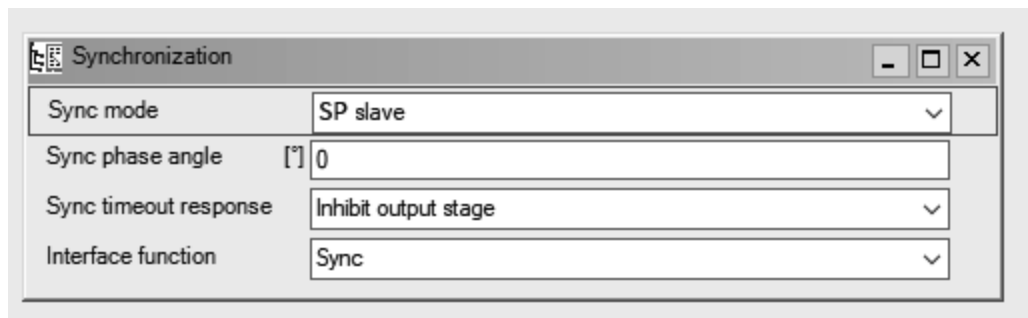 Synchronization
Sync mode SP slave
Sync phase angle [°] 0
Sync timeout response Inhibit output stage
Interface function Sync